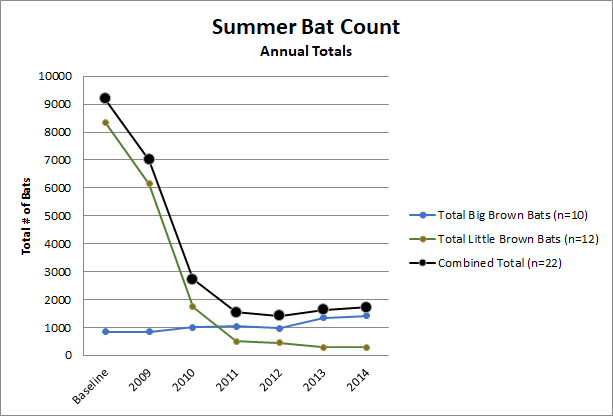 Summer Bat Count
Annual Totals
10000
9000
8000
7000
6000
5000
4000
3000
2000
1000
0
Total # of Bats
Baseline
2009
2010
2011
2012
2013
2014
Total Big Brown Bats (n=10)
Total Little Brown Bats (n=12)
Combined Total (n=22)